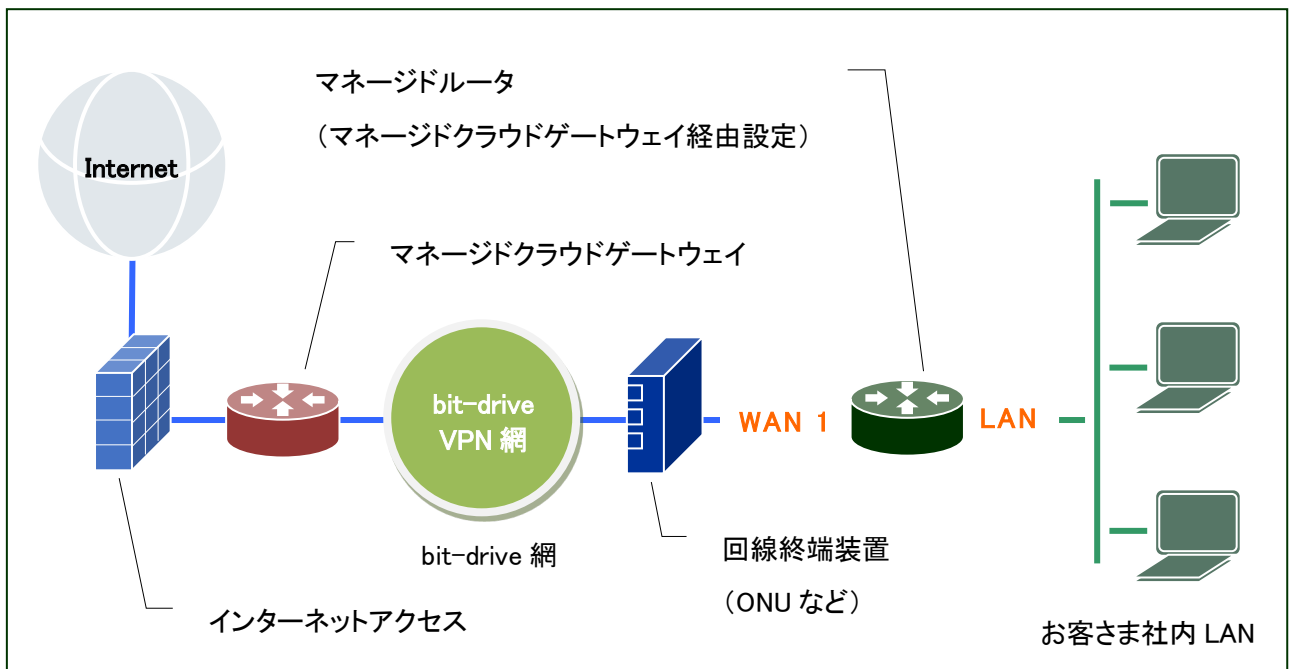 マネージドルータ
（マネージドクラウドゲートウェイ経由設定）
Internet
マネージドクラウドゲートウェイ
bit-drive
VPN 網
WAN 1
LAN
bit-drive 網
回線終端装置
（ONU など）
インターネットアクセス
お客さま社内 LAN